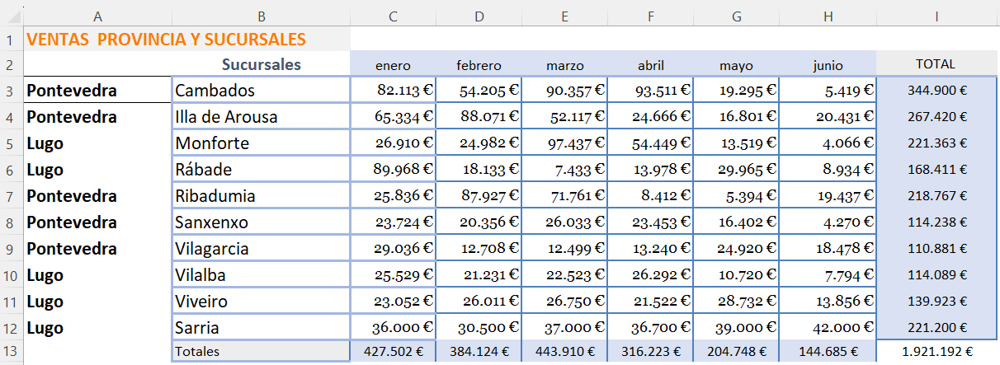 A B C D E F G H I
1 VENTAS PROVINCIA Y SUCURSALES
2 Sucursales enero febrero marzo abril mayo junio TOTAL
3 Pontevedra Cambados 82.113 € 54.205 € 90.357 € 93.511 € 19.295 € 5.419 € 344.900 €
4 Pontevedra Illa de Arousa 65.334 € 88.071 € 52.117 € 24.666 € 16.801 € 20.431 € 267.420 €
5 Lugo Monforte 26.910 € 24.982 € 97.437 € 54.449 € 13.519 € 4.066 € 221.363 €
6 Lugo Rábade 89.968 € 18.133 € 7.433 € 13.978 € 29.965 € 8.934 € 168.411 €
7 Pontevedra Ribadumia 25.836 € 87.927 € 71.761 € 8.412 € 5.394 € 19.437 € 218.767 €
8 Pontevedra Sanxenxo 23.724 € 20.356 € 26.033 € 23.453 € 16.402 € 4.270 € 114.238 €
9 Pontevedra Vilagarcia 29.036 € 12.708 € 12.499 € 13.240 € 24.920 € 18.478 € 110.881 €
10 Lugo Vilalba 25.529 € 21.231 € 22.523 € 26.292 € 10.720 € 7.794 € 114.089 €
11 Lugo Viveiro 23.052 € 26.011 € 26.750 € 21.522 € 28.732 € 13.856 € 139.923 €
12 Lugo Sarria 36.000 € 30.500 € 37.000 € 36.700 € 39.000 € 42.000 € 221.200 €
13 Totales 427.502 € 384.124 € 443.910 € 316.223 € 204.748 € 144.685 € 1.921.192 €